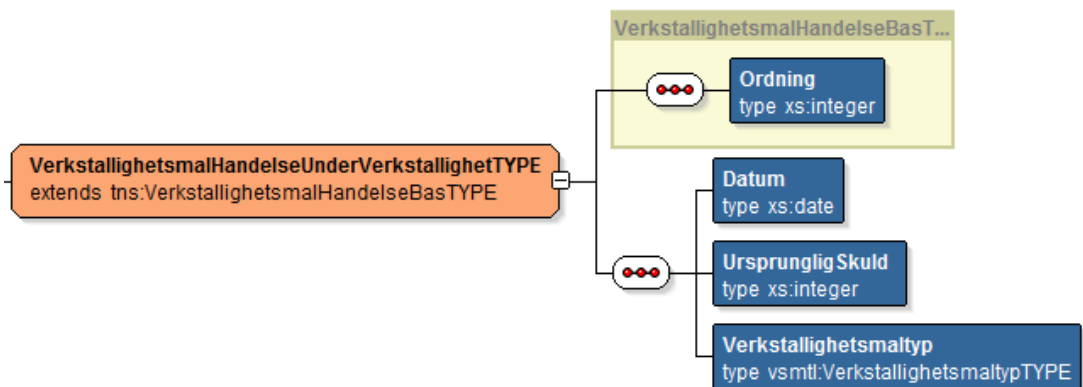 VerkstallighetsmalHandelseBasT...
Ordning
type xs:integer
VerkstallighetsmalHandelseUnderVerkstallighetTYPE
extends tns:VerkstallighetsmalHandelseBasTYPE
Datum
type xs:date
UrsprungligSkuld
type xs:integer
Verkstallighetsmaltyp
type vsmtl:VerkstallighetsmaltypTYPE